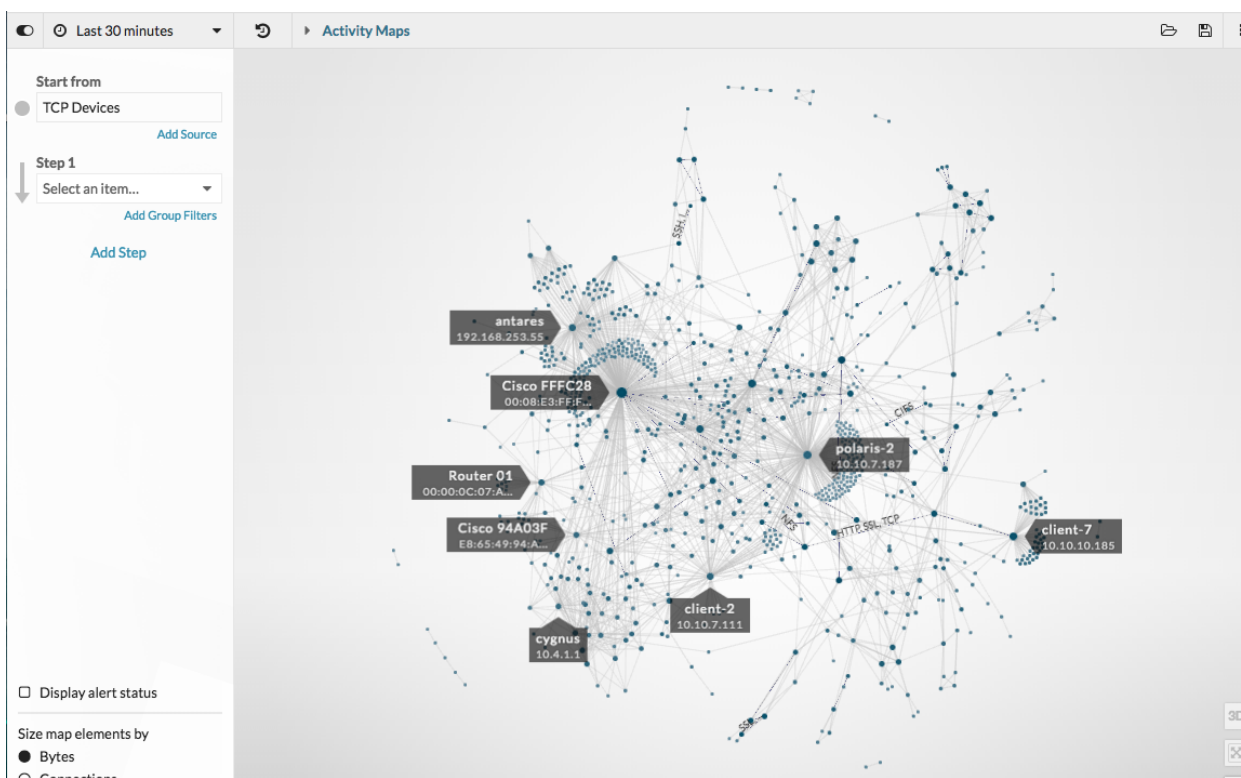 Last 30 minutes
Activity Maps
Start from
TCP Devices
Add Source
Step 1
Select an item...
Add Group Filters
Add Step
SSH, I...
antares
192.168.253.55
Cisco FFFC28
00:08:E3:FF:F...
CIFS...
polaris-2
10.10.7.187
Router 01
00:00:0C:07:A...
Cisco 94A03F
E8:65:49:94:A...
NFS
HTTP, SSL, TCP
client-7
10.10.10.185
client-2
10.10.7.111
cygnus
10.4.1.1
Display alert status
Size map elements by
Bytes
Connections
3D